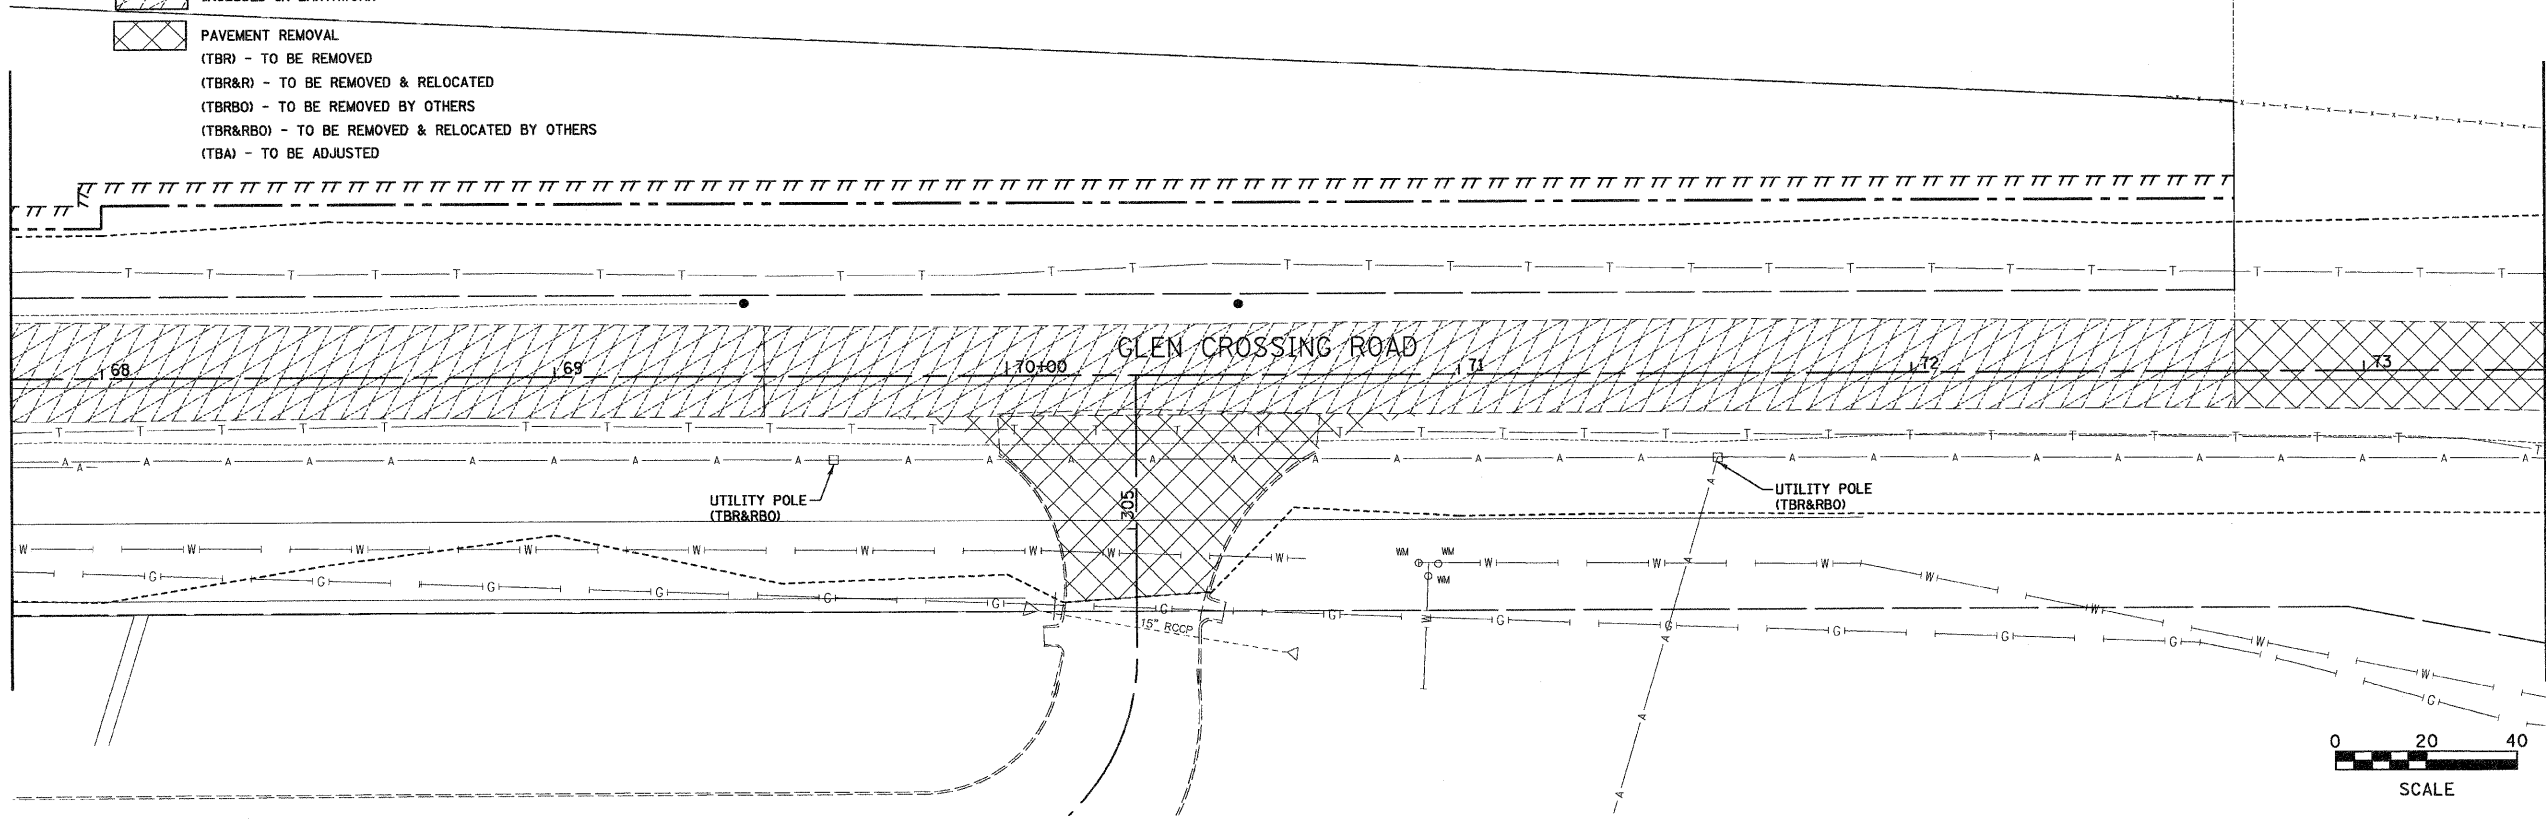 PAVEMENT REMOVAL
(TBR) - TO BE REMOVED
(TBR&R) - TO BE REMOVED & RELOCATED
(TBRBO) - TO BE REMOVED BY OTHERS
(TBR&RBO) - TO BE REMOVED & RELOCATED BY OTHERS
(TBA) - TO BE ADJUSTED
GLEN CROSSING ROAD
68
69
70+00
71
72
73
305
UTILITY POLE
(TBR&RBO)
UTILITY POLE
(TBR&RBO)
WM
WM
WM
15" RCCP
0 20 40
SCALE